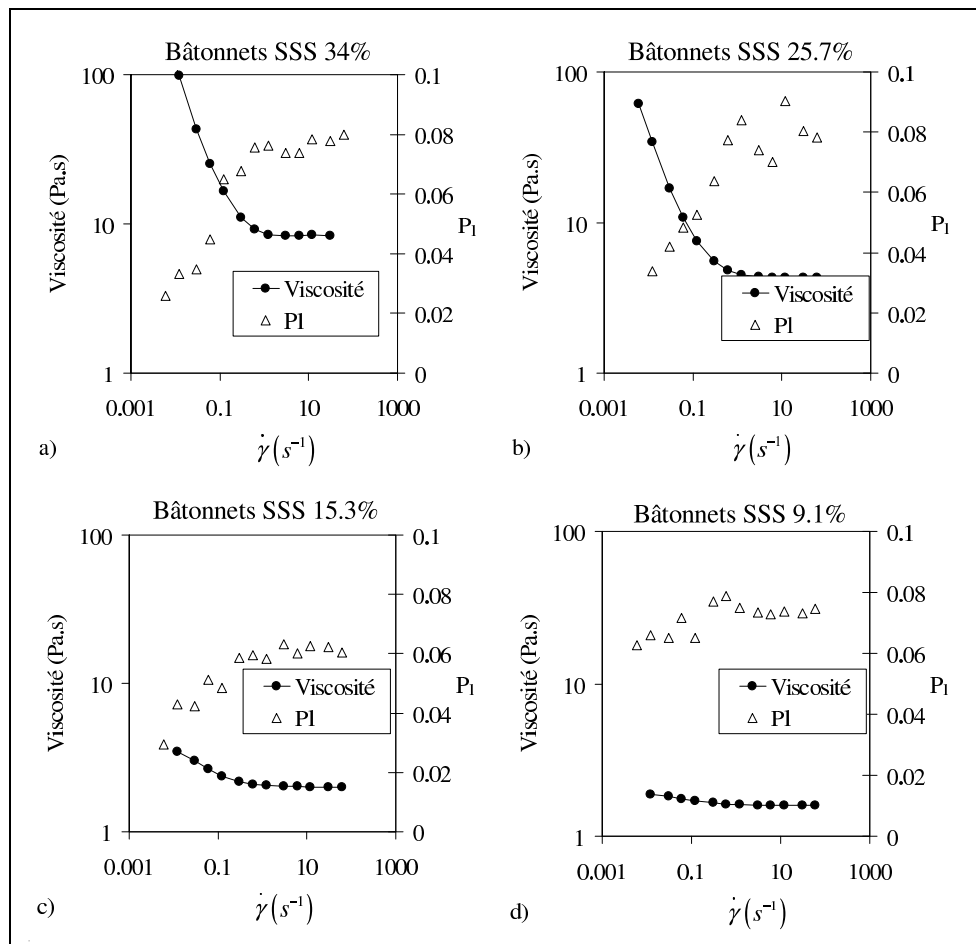 Bâtonnets SSS 34%
100
10
1
Viscosité (Pa.s)
0.1
0.08
0.06
0.04
0.02
0
P1
Viscosité
Pl
0.001 0.1 10 1000
a)
γ̇ (s⁻¹)
Bâtonnets SSS 25.7%
100
10
1
Viscosité (Pa.s)
0.1
0.08
0.06
0.04
0.02
0
P1
Viscosité
Pl
0.001 0.1 10 1000
b)
γ̇ (s⁻¹)
Bâtonnets SSS 15.3%
100
10
1
Viscosité (Pa.s)
0.1
0.08
0.06
0.04
0.02
0
P1
Viscosité
Pl
0.001 0.1 10 1000
c)
γ̇ (s⁻¹)
Bâtonnets SSS 9.1%
100
10
1
Viscosité (Pa.s)
0.1
0.08
0.06
0.04
0.02
0
P1
Viscosité
Pl
0.001 0.1 10 1000
d)
γ̇ (s⁻¹)